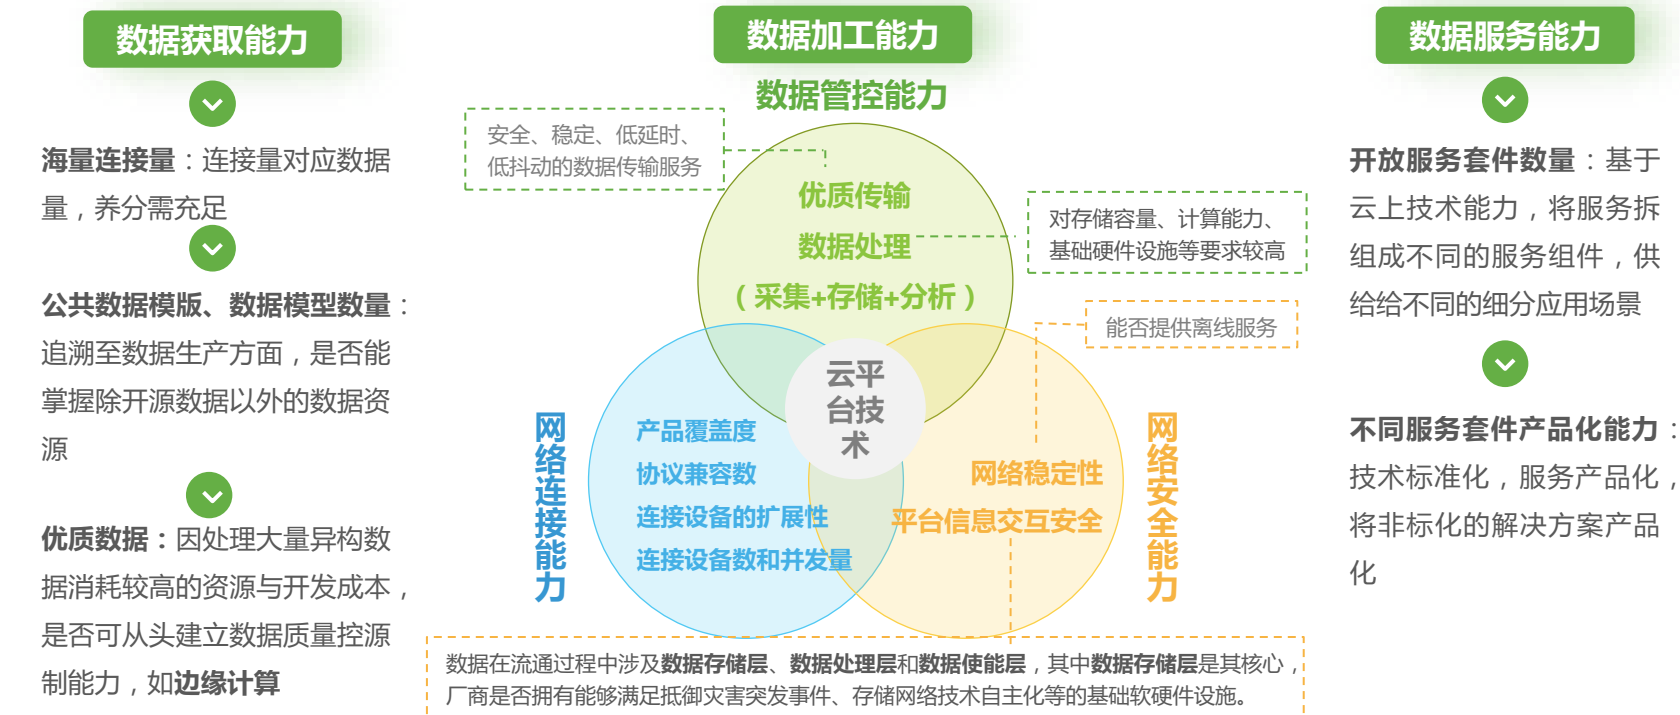 数据获取能力
海量连接量：连接量对应数据
量，养分需充足
公共数据模版、数据模型数量：
追溯至数据生产方面，是否能
掌握除开源数据以外的数据资
源
优质数据：因处理大量异构数
据消耗较高的资源与开发成本，
是否可从头建立数据质量控源
制能力，如边缘计算
数据加工能力
数据管控能力
安全、稳定、低延时、
低抖动的数据传输服务
优质传输
数据处理
（采集+存储+分析）
对存储容量、计算能力、
基础硬件设施等要求较高
能否提供离线服务
云平
台技
术
网络连接能力
产品覆盖度
协议兼容数
连接设备的扩展性
连接设备数和并发量
网络稳定性
平台信息交互安全
网络安全能力
数据在流通过程中涉及数据存储层、数据处理层和数据使能层，其中数据存储层是其核心，
厂商是否拥有能够满足抵御灾害突发事件、存储网络技术自主化等的基础软硬件设施。
数据服务能力
开放服务套件数量：基于
云上技术能力，将服务拆
组成不同的服务组件，供
给给不同的细分应用场景
不同服务套件产品化能力：
技术标准化，服务产品化，
将非标化的解决方案产品
化